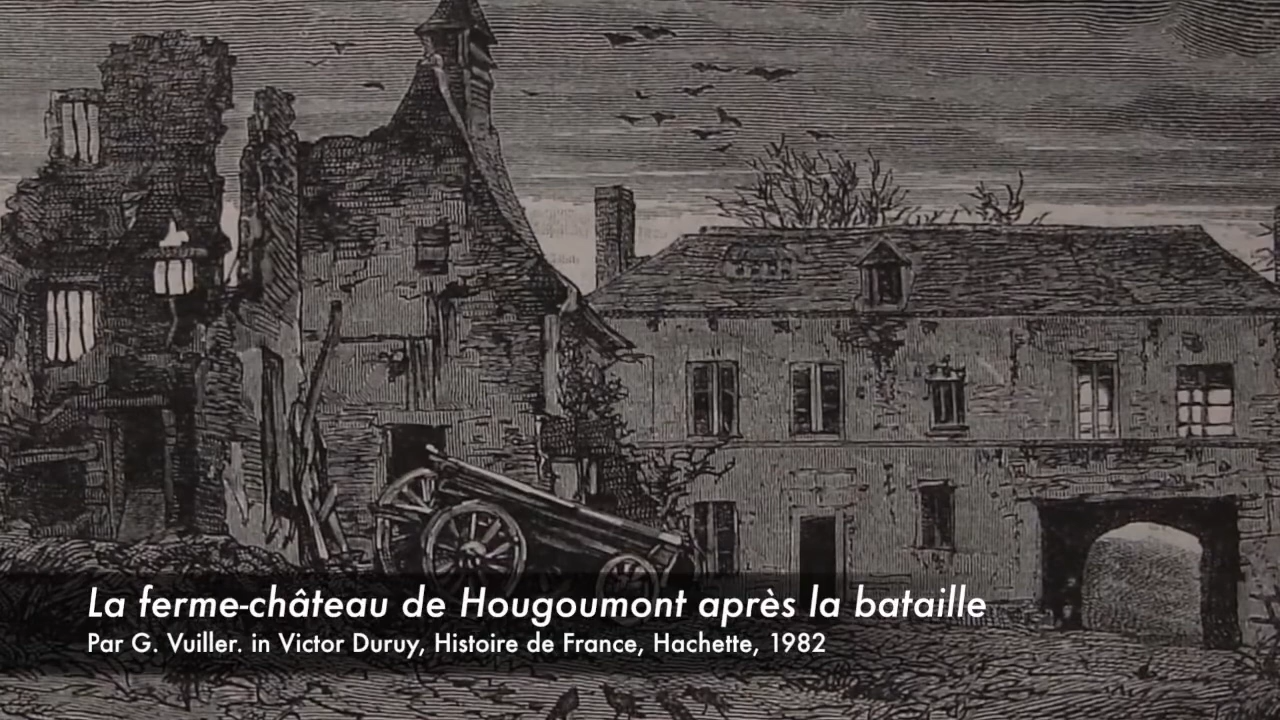 La ferme-château de Hougoumont après la bataille
Par G. Vuiller. in Victor Duruy, Histoire de France, Hachette, 1982